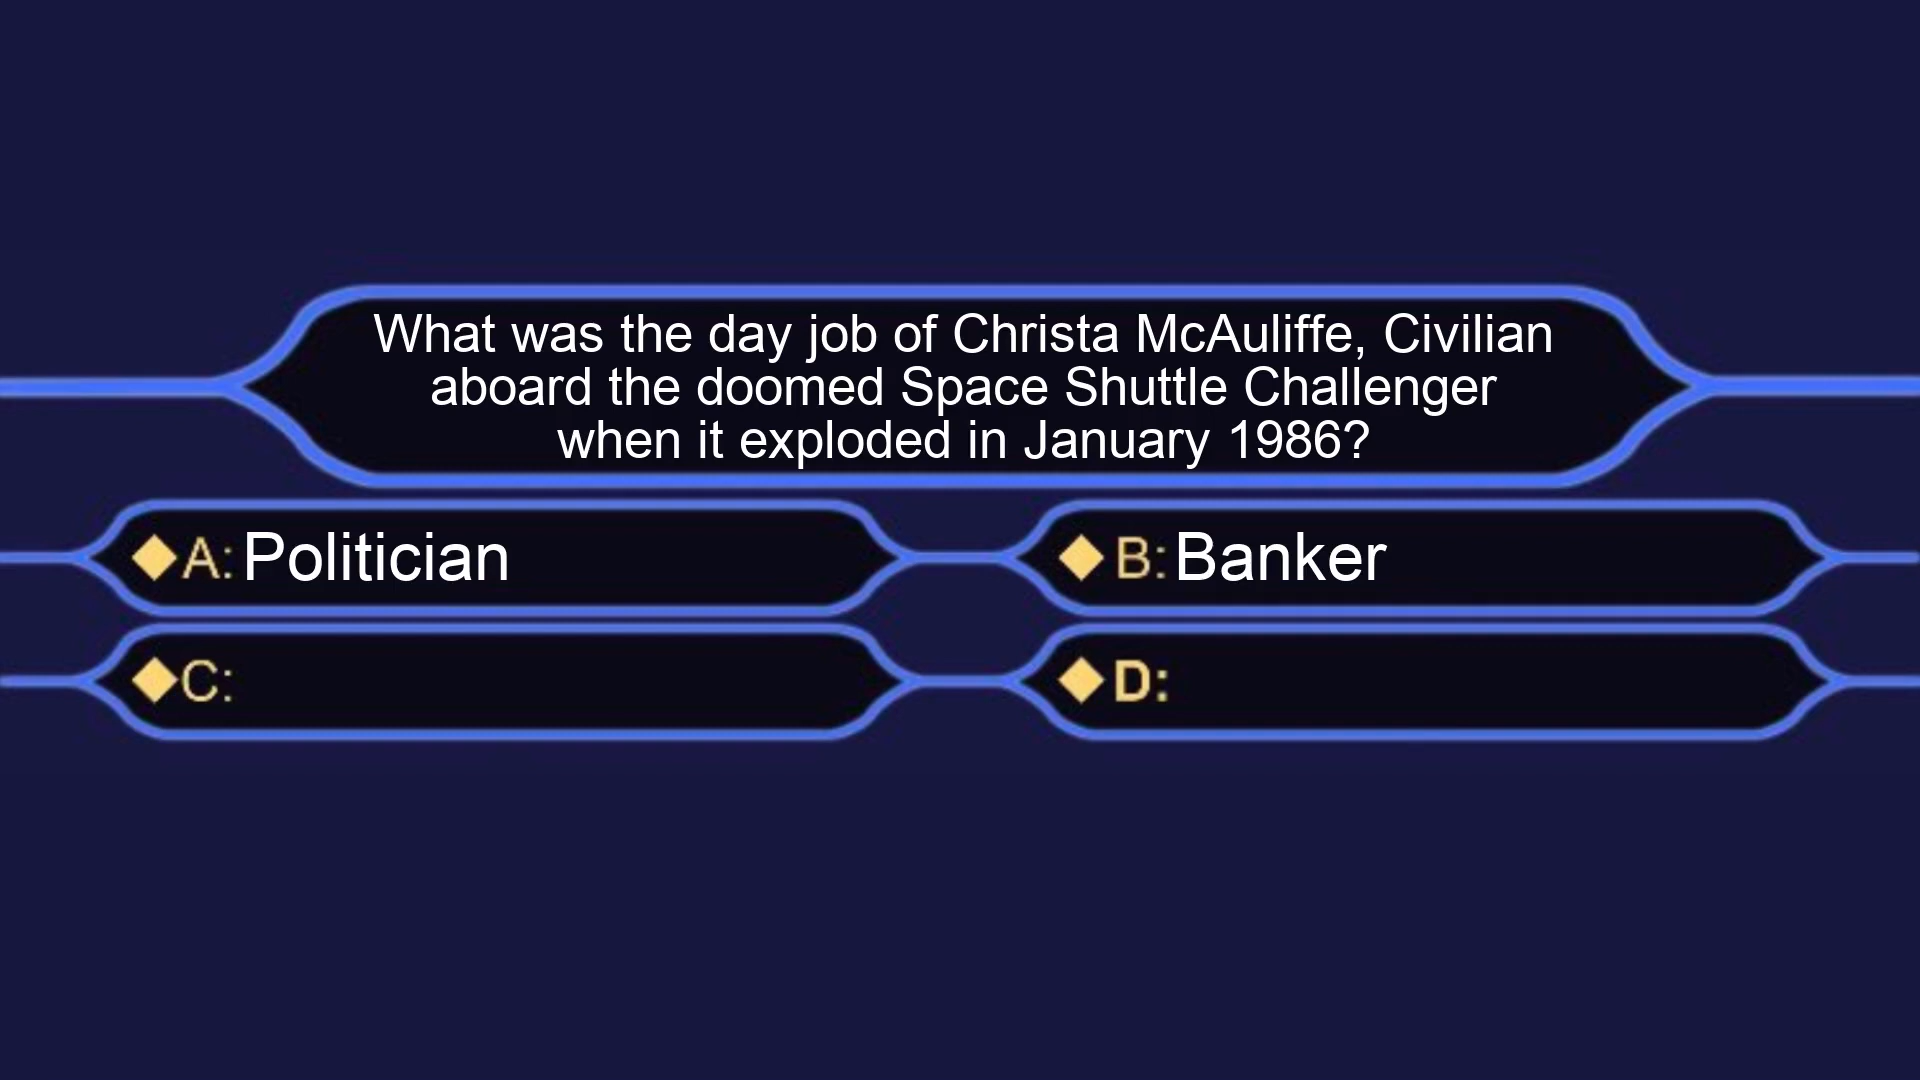 What was the day job of Christa McAuliffe, Civilian
aboard the doomed Space Shuttle Challenger
when it exploded in January 1986?
A: Politician
B: Banker
C:
D: